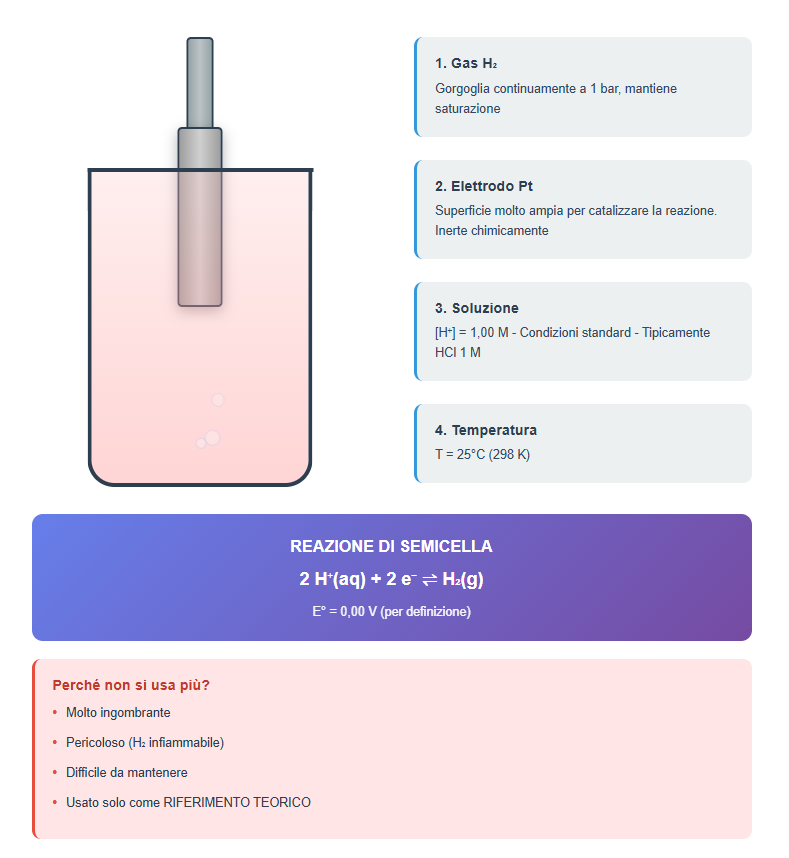 1. Gas H₂
Gorgoglia continuamente a 1 bar, mantiene
saturazione
2. Elettrodo Pt
Superficie molto ampia per catalizzare la reazione.
Inerte chimicamente
3. Soluzione
[H⁺] = 1,00 M - Condizioni standard - Tipicamente
HCl 1 M
4. Temperatura
T = 25°C (298 K)
REAZIONE DI SEMICELLA
2 H⁺(aq) + 2 e⁻ ⇌ H₂(g)
E° = 0,00 V (per definizione)
Perché non si usa più?
• Molto ingombrante
• Pericoloso (H₂ infiammabile)
• Difficile da mantenere
• Usato solo come RIFERIMENTO TEORICO